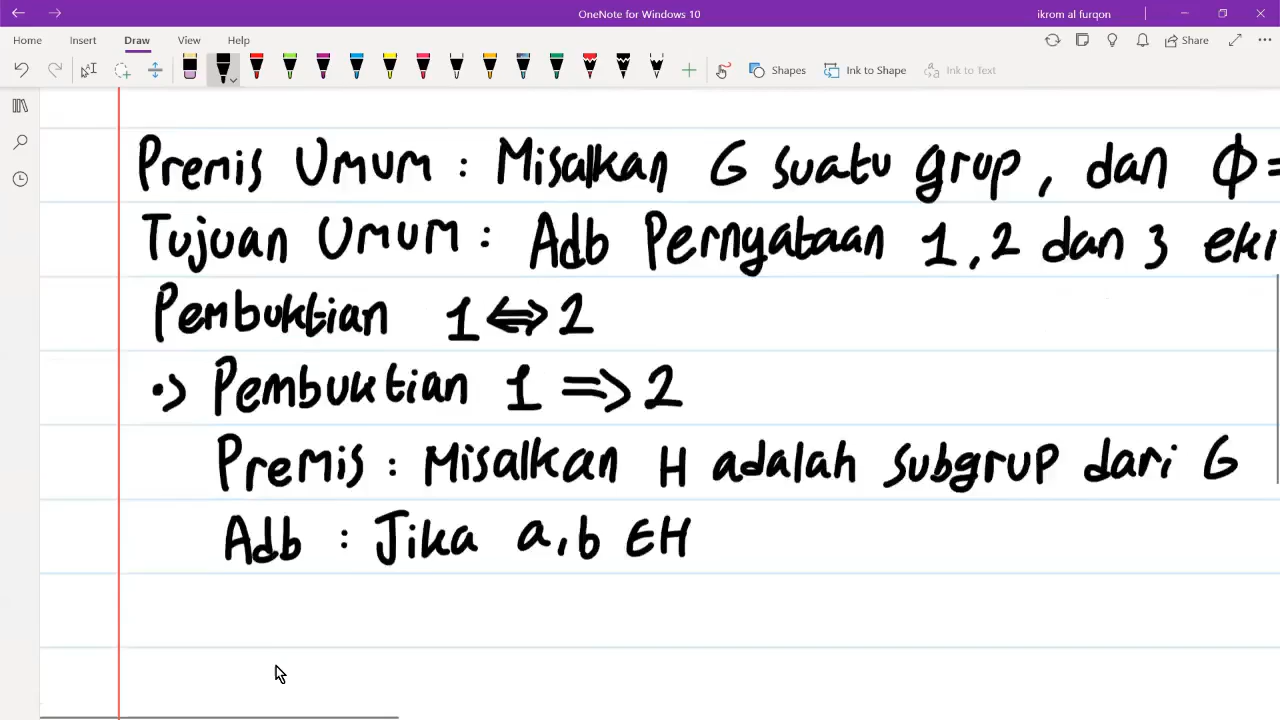 OneNote for Windows 10
ikrom al furqon
Home Insert Draw View Help
Share
Shapes Ink to Shape Ink to Text
Premis Umum : Misalkan G suatu grup, dan Φ=
Tujuan Umum : Adb Pernyataan 1,2 dan 3 eki
Pembuktian 1 ⇔ 2
•> Pembuktian 1 => 2
Premis : Misalkan H adalah subgrup dari G
Adb : Jika a,b ∈H